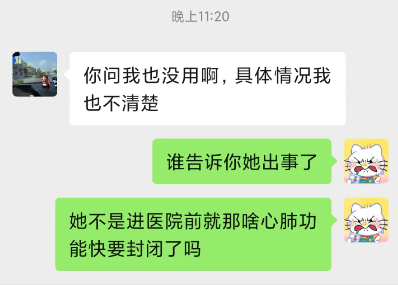 晚上11:20
你问我也没用啊，具体情况我
也不清楚
谁告诉你她出事了
她不是进医院前就那啥心肺功
能快要封闭了吗